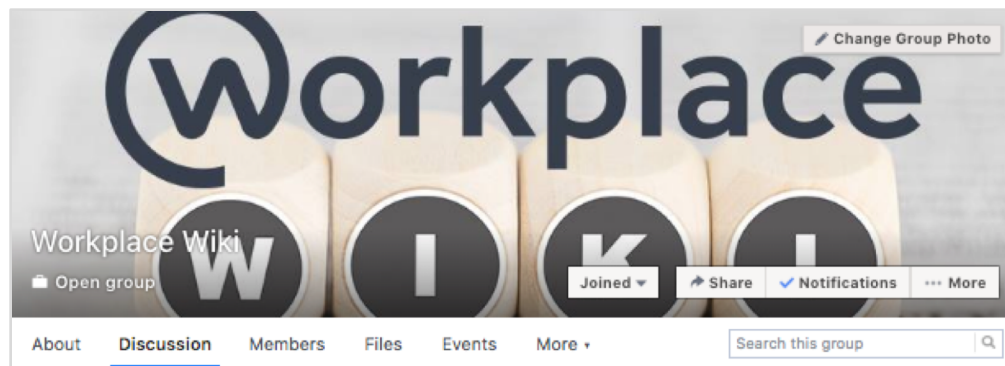 Change Group Photo
workplace
WIKI
Workplace Wiki
Open group
Joined
Share
Notifications
More
About Discussion Members Files Events More
Search this group